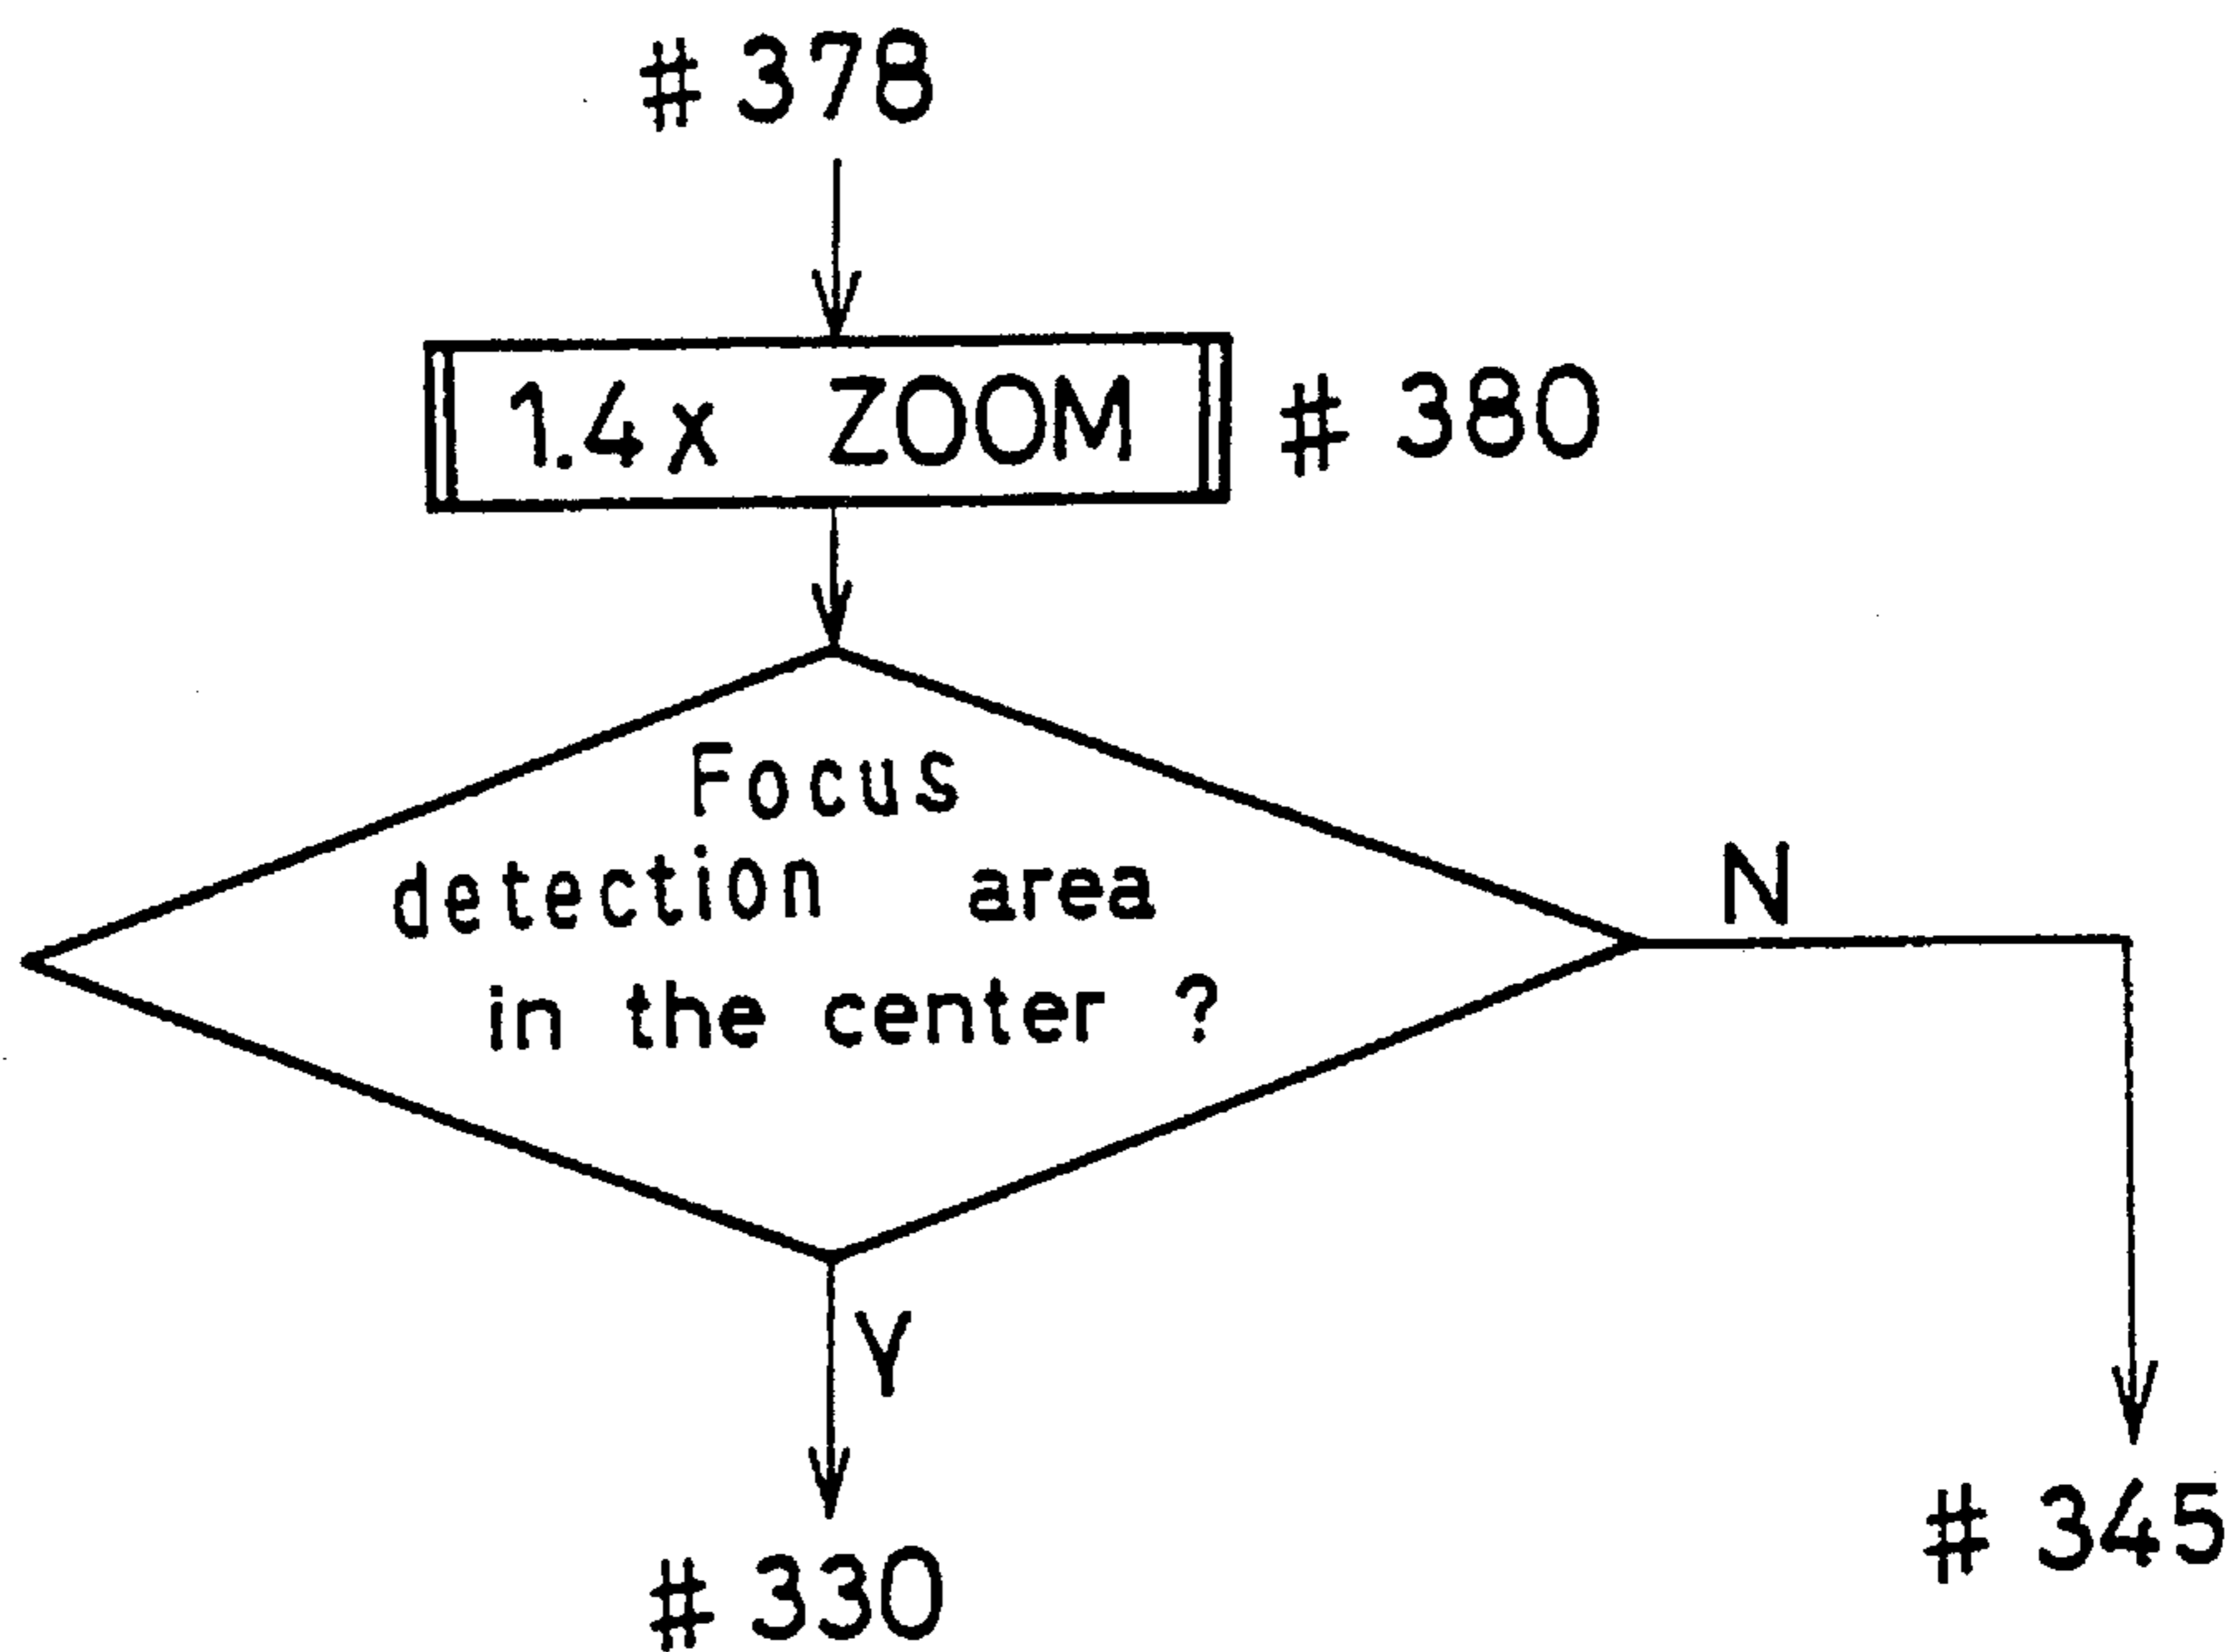 # 378
1.4x ZOOM # 380
Focus
detection area
in the center ?
N
Y
# 345
# 330